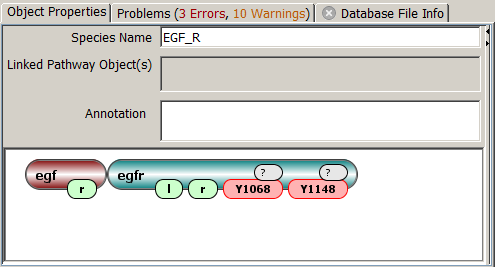 Object Properties Problems (3 Errors, 10 Warnings) Database File Info
Species Name EGF_R
Linked Pathway Object(s)
Annotation
? ?
egf egfr
r l r Y1068 Y1148